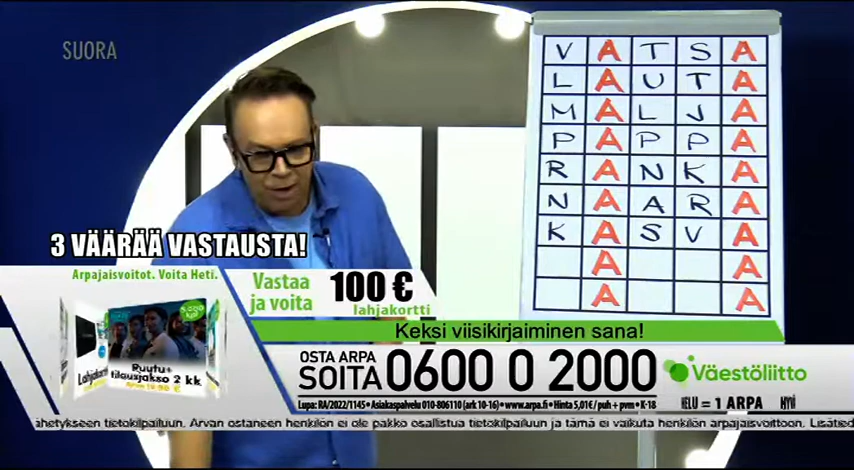 SUORA
V A T S A
L A U T A
M A L J A
P A P P A
R A N K A
N A A R A
K A S V A
A A
A A
3 VÄÄRÄÄ VASTAUSTA!
Arpajaisvoitot. Voita Heti.
Ruutu+
tilausjakso 2 kk
Vastaa
ja voita
100 €
lahjakortti
Keksi viisikirjaiminen sana!
OSTA ARPA
SOITA 0600 0 2000
Väestöliitto
Lupa: RA/2022/1145 • Asiakaspalvelu 010-806110 (ark 10-16) • www.arpa.fi • Hinta 5,01€ / puh + pvm • K-18
= 1 ARPA
ähetykseen tietokilpailuun. Arvan ostaneen henkilön ei ole pakko osallistua tietokilpailuun ja tämä ei vaikuta henkilön arpajaisvoittoon. Lisätied